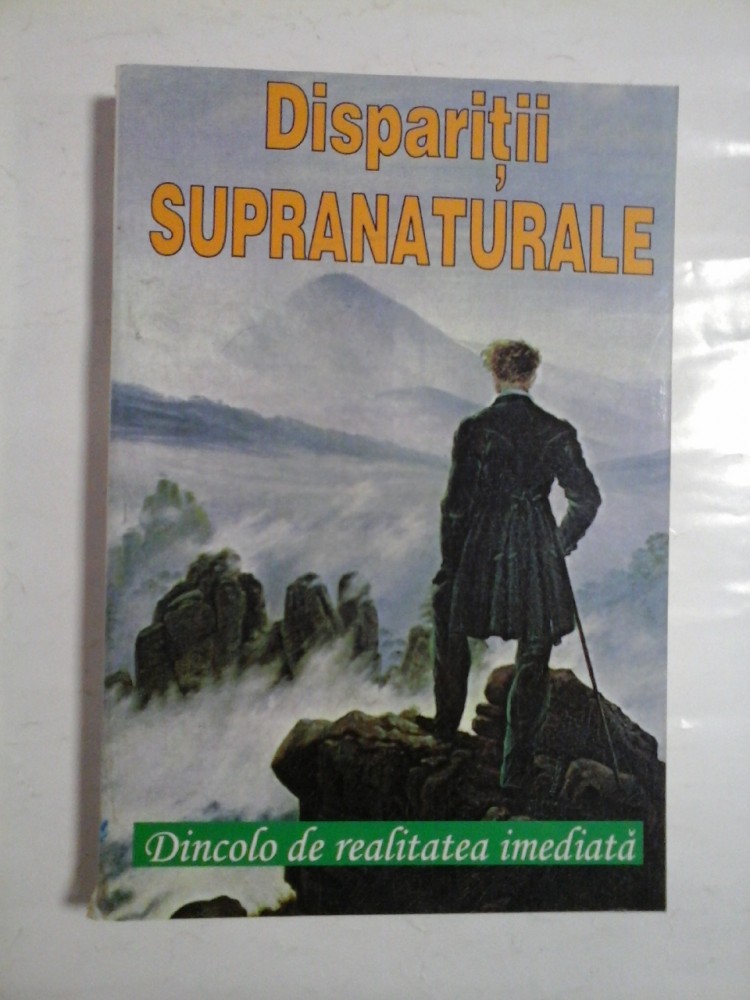 Dispariții
SUPRANATURALE
Dincolo de realitatea imediată